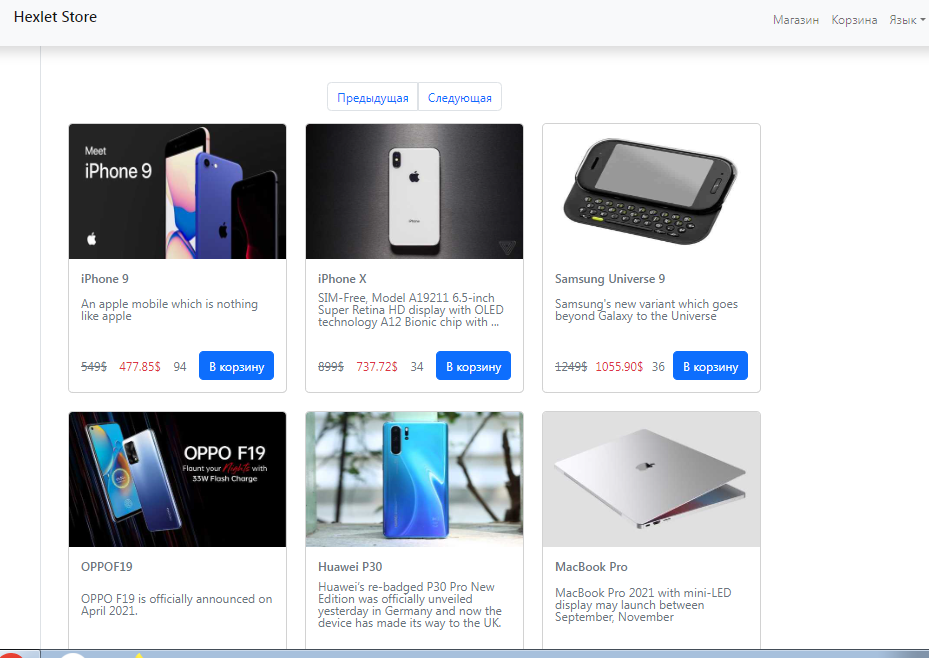 Hexlet Store
Магазин Корзина Язык
Предыдущая Следующая
Meet
iPhone 9
iPhone
iPhone 9
An apple mobile which is nothing
like apple
549$ 477.85$ 94 В корзину
iPhone X
SIM-Free, Model A19211 6.5-inch
Super Retina HD display with OLED
technology A12 Bionic chip with ...
899$ 737.72$ 34 В корзину
Samsung Universe 9
Samsung's new variant which goes
beyond Galaxy to the Universe
1249$ 1055.90$ 36 В корзину
OPPO F19
Flaunt your Nights with
33W Flash Charge
OPPOF19
OPPO F19 is officially announced on
April 2021.
Huawei P30
Huawei's re-badged P30 Pro New
Edition was officially unveiled
yesterday in Germany and now the
device has made its way to the UK.
MacBook Pro
MacBook Pro 2021 with mini-LED
display may launch between
September, November